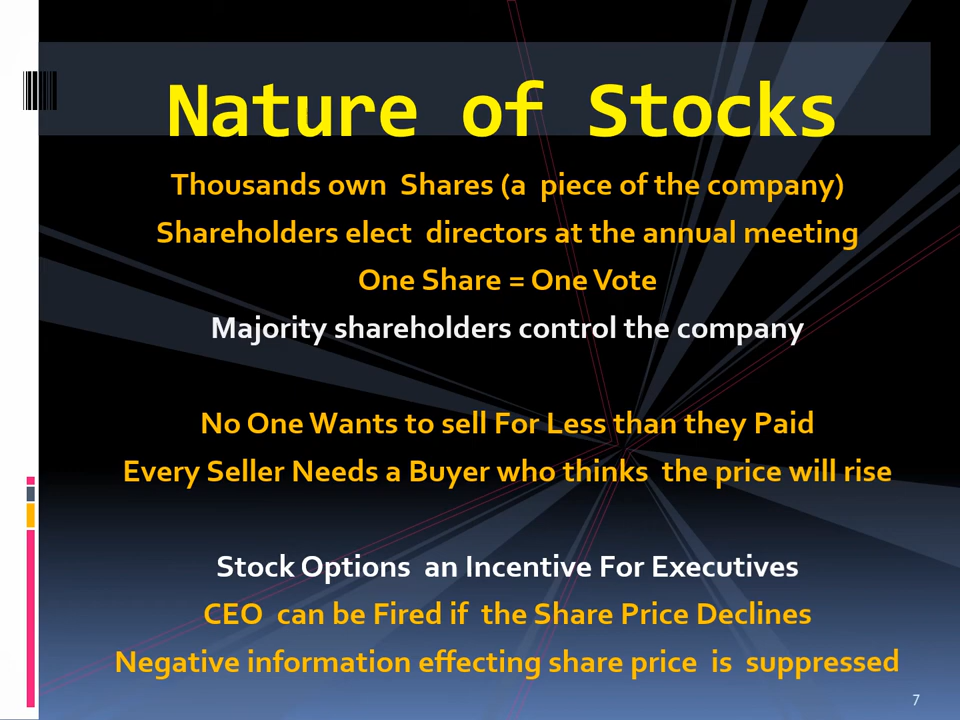 Nature of Stocks
Thousands own Shares (a piece of the company)
Shareholders elect directors at the annual meeting
One Share = One Vote
Majority shareholders control the company
No One Wants to sell For Less than they Paid
Every Seller Needs a Buyer who thinks the price will rise
Stock Options an Incentive For Executives
CEO can be Fired if the Share Price Declines
Negative information effecting share price is suppressed
7